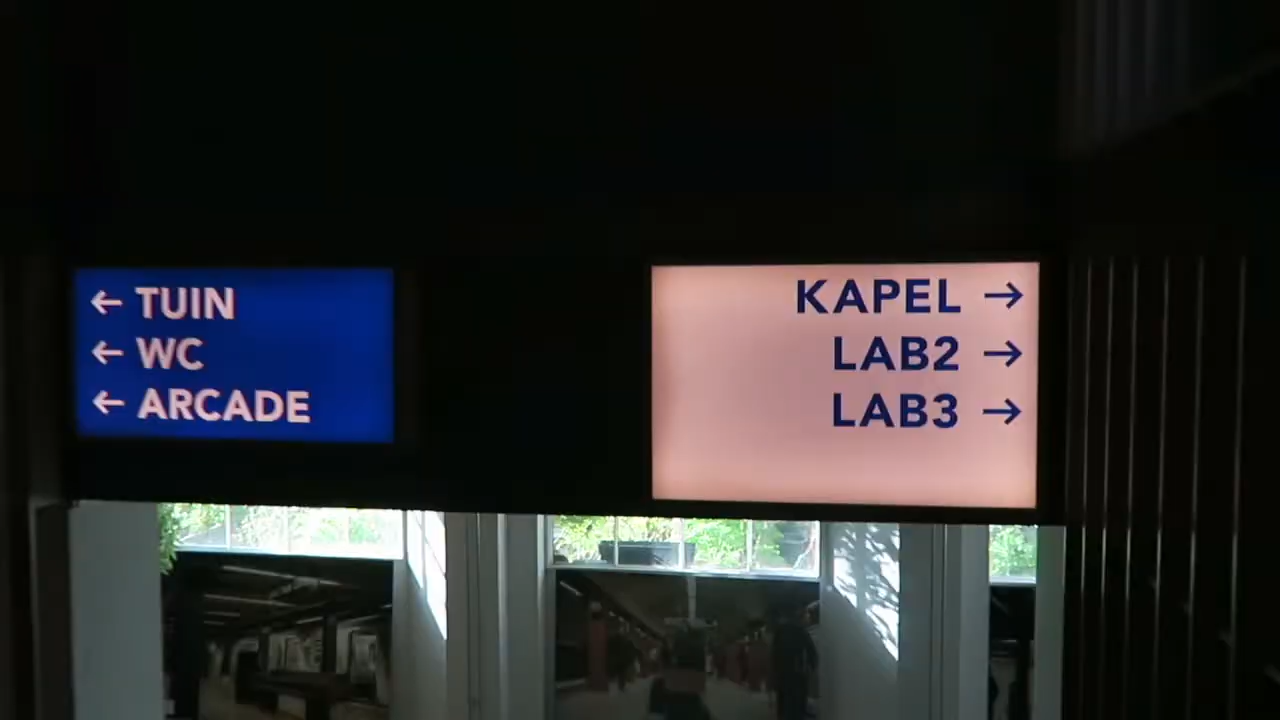 ← TUIN
← WC
← ARCADE
KAPEL →
LAB2 →
LAB3 →